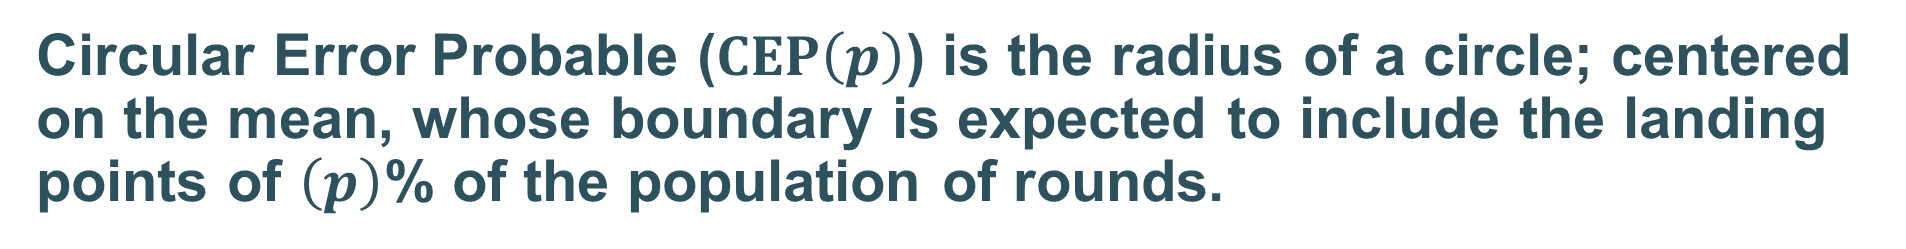 Circular Error Probable (CEP(p)) is the radius of a circle; centered
on the mean, whose boundary is expected to include the landing
points of (p)% of the population of rounds.